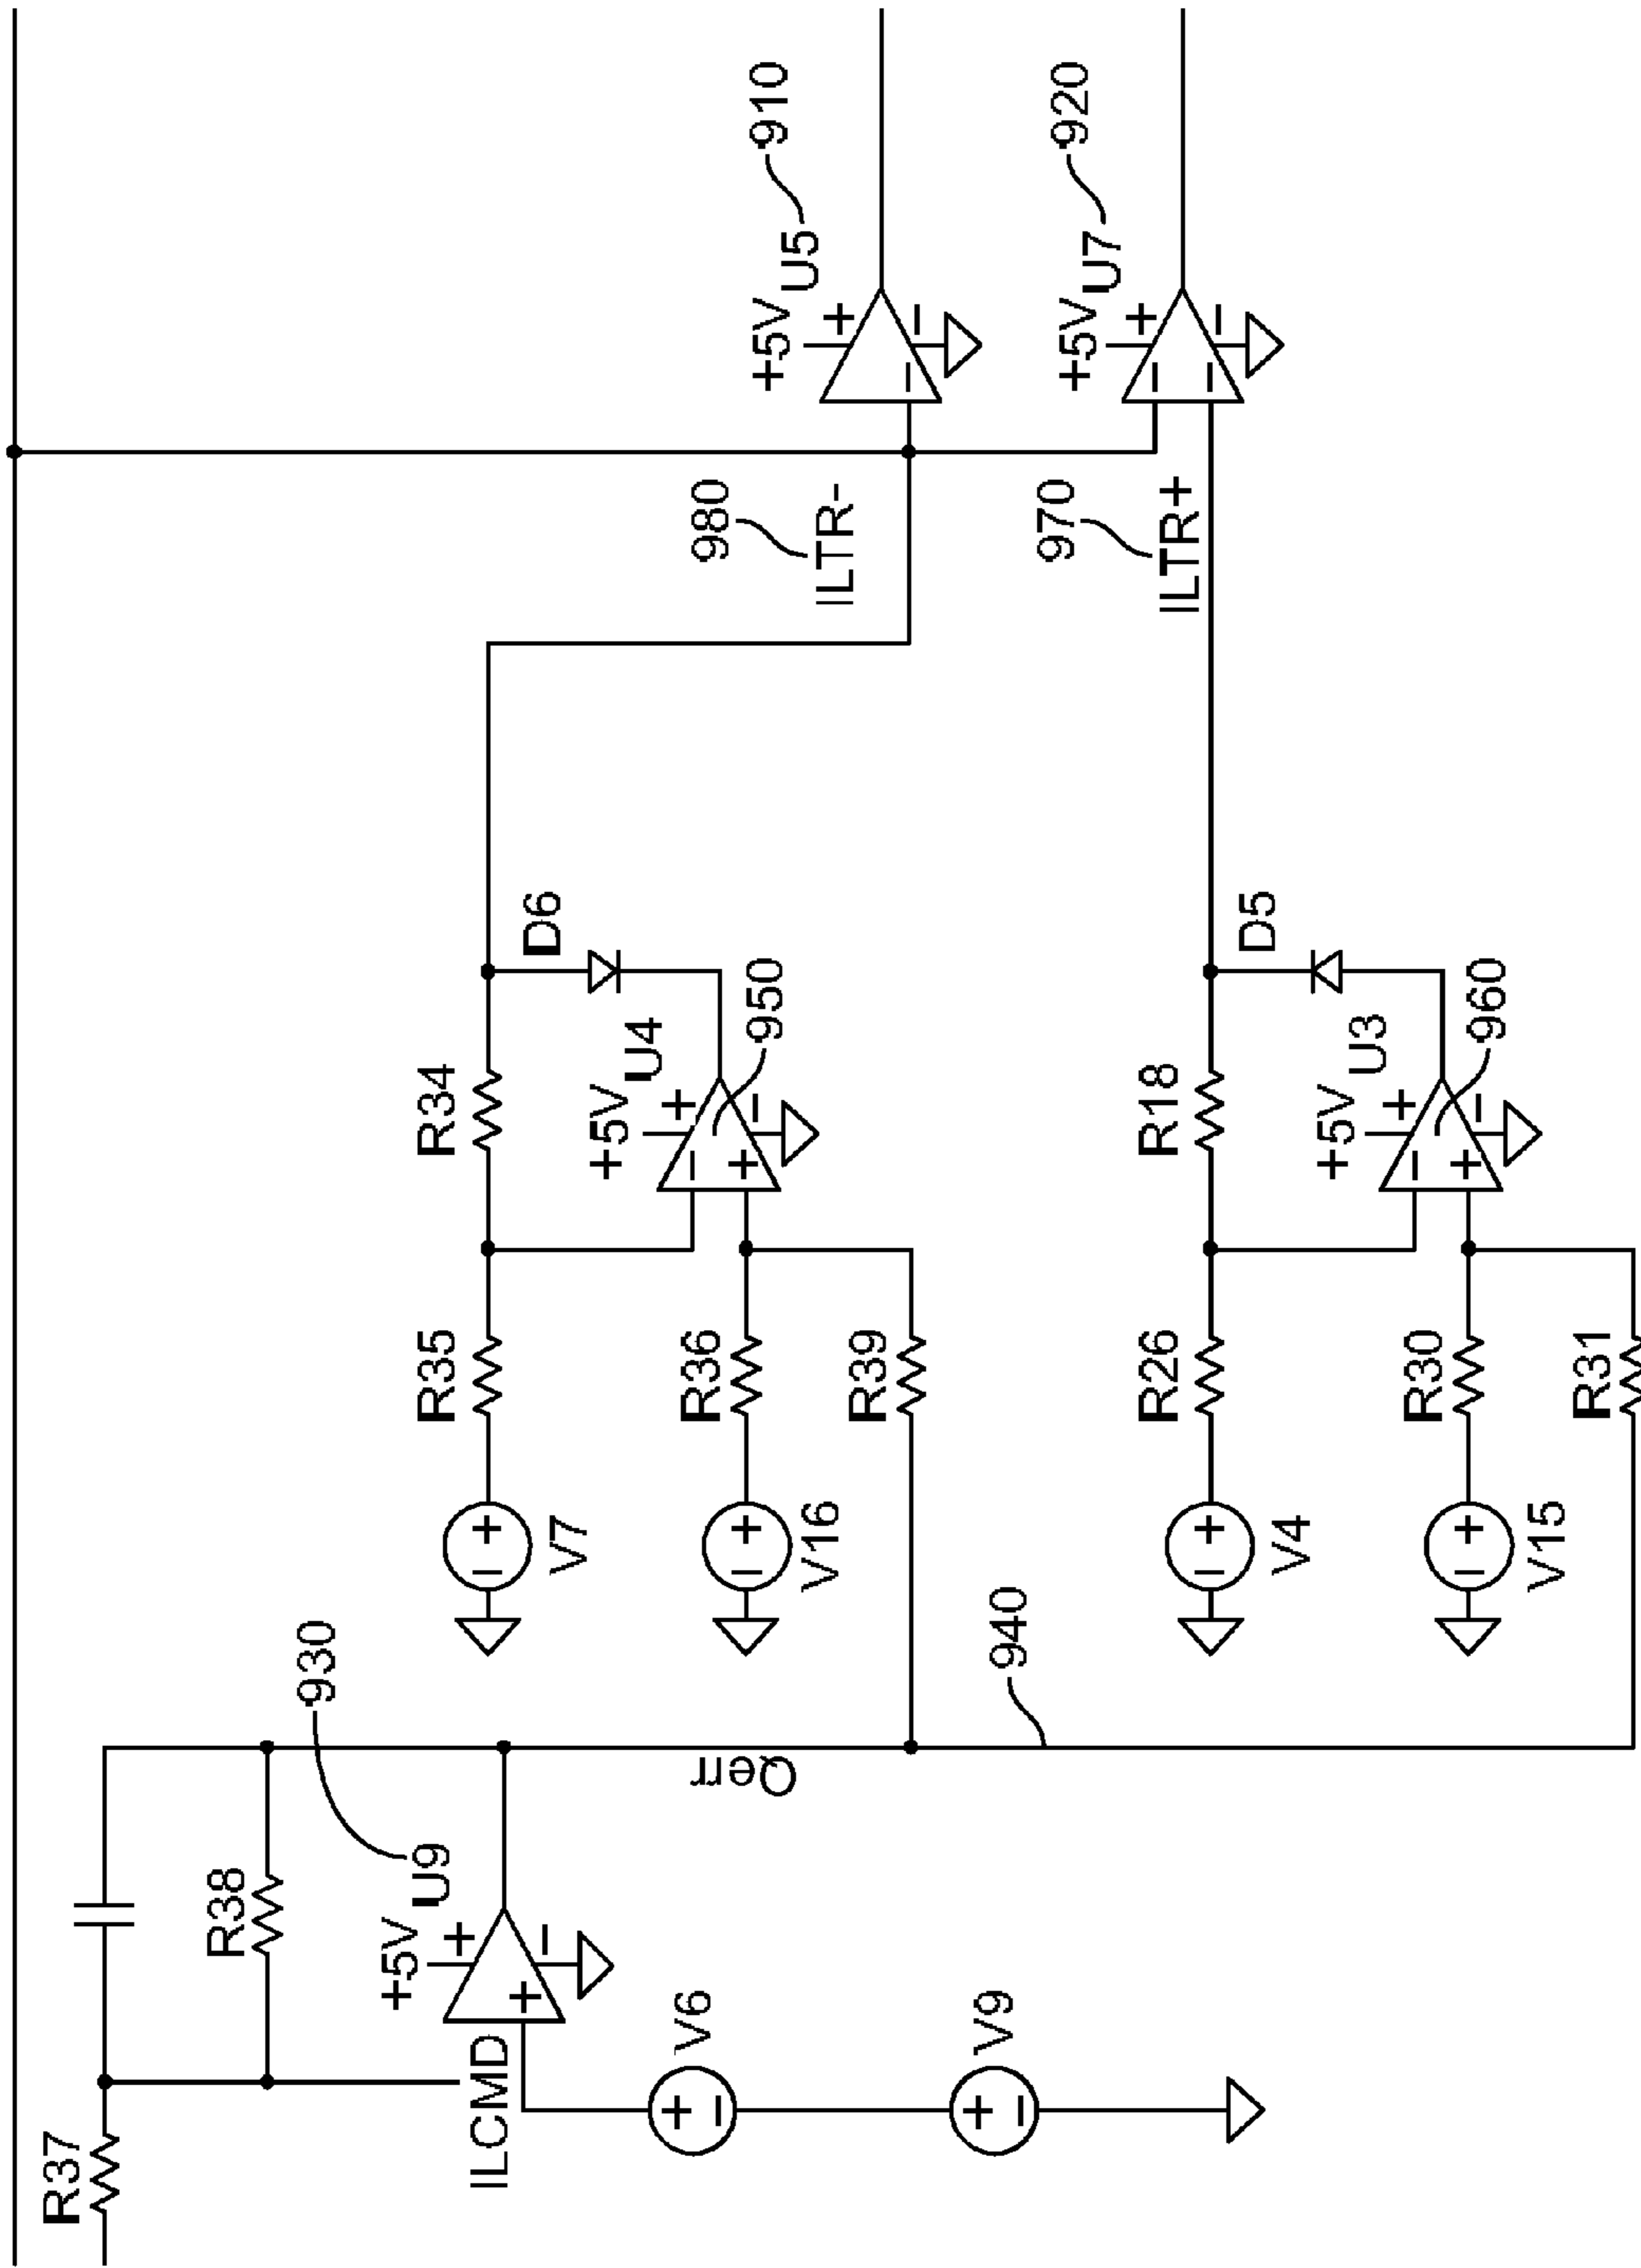 910
+5V
U5
+
−
−
920
+5V
U7
+
−
−
−
980
ILTR-
970
ILTR+
D6
R34
+5V
U4
950
+
−
−
+
D5
R18
+5V
U3
960
+
−
−
+
R35
R36
R39
R26
R30
R31
+
−
V7
+
−
V16
+
−
V4
+
−
V15
930
940
Qerr
R38
+5V
U9
+
−
+
R37
ILCMD
+
−
V6
+
−
V9